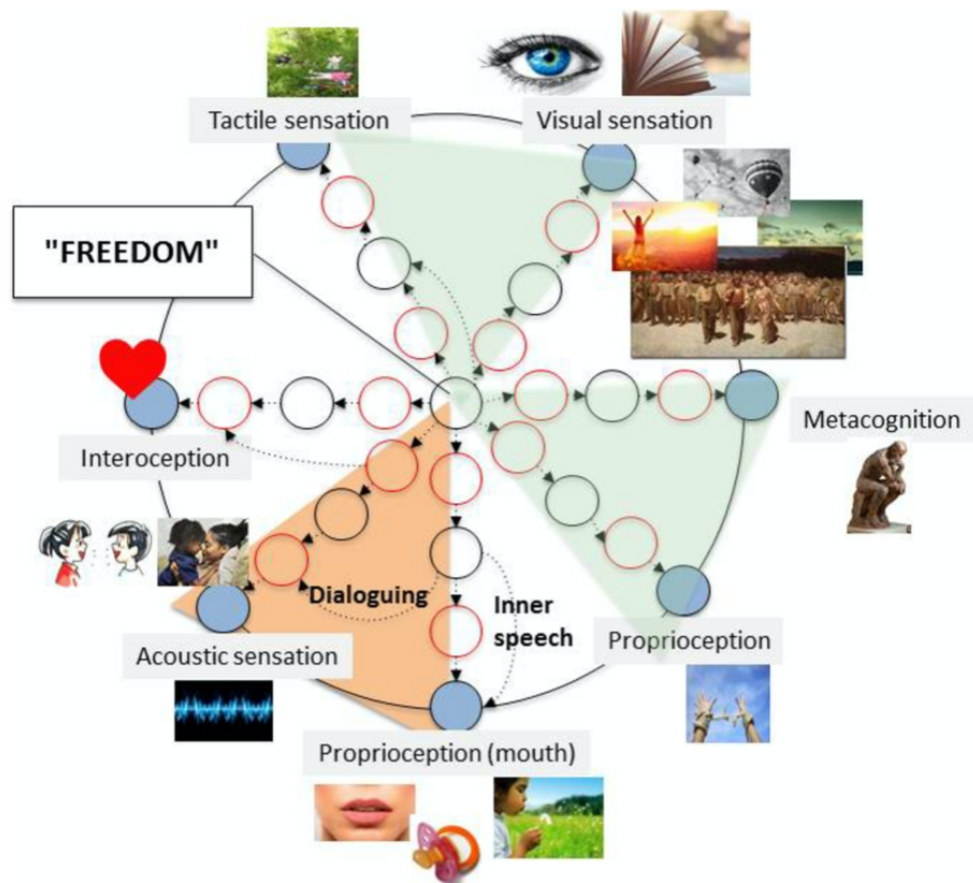 Tactile sensation
Visual sensation
"FREEDOM"
Metacognition
Interoception
Dialoguing
Inner
speech
Proprioception
Acoustic sensation
Proprioception (mouth)